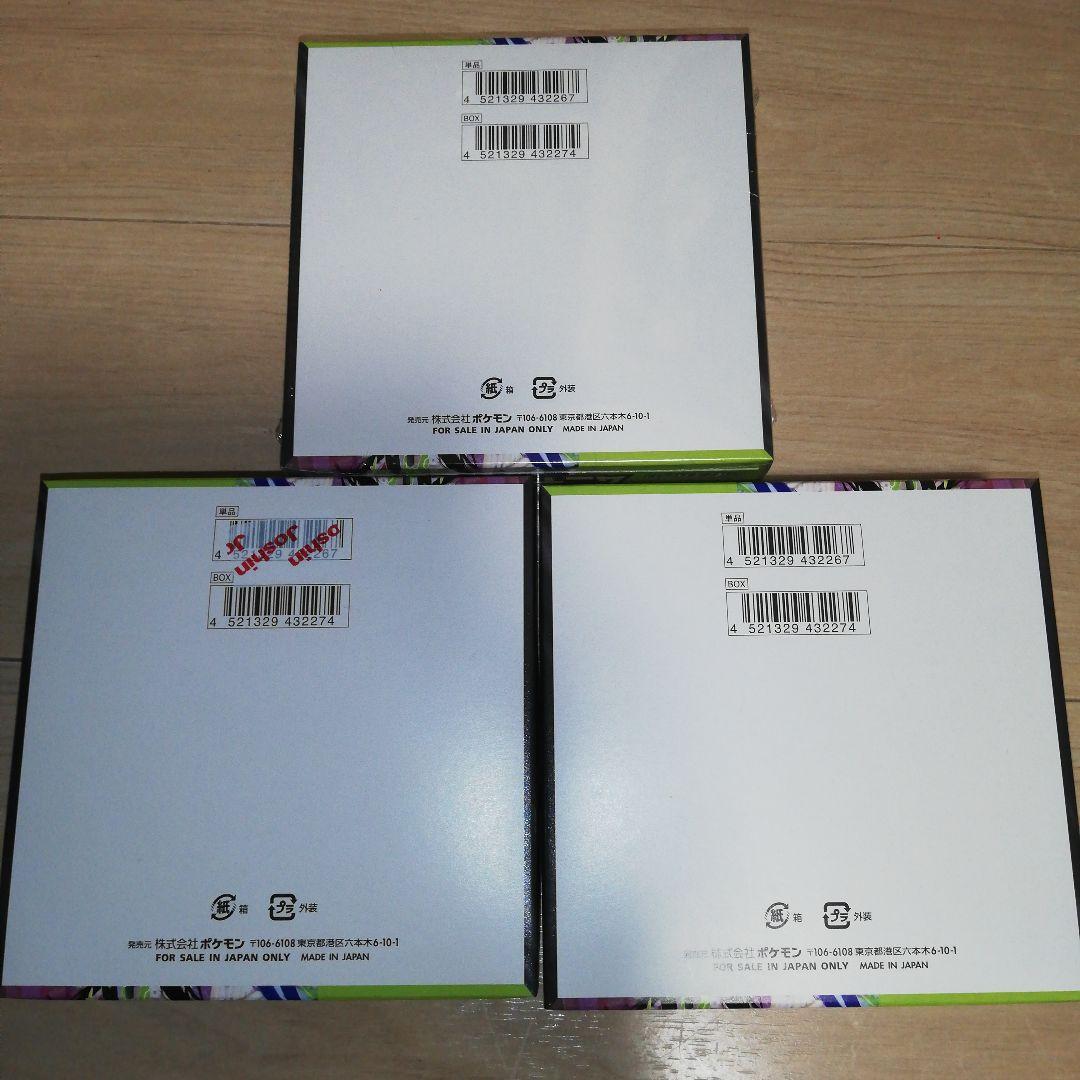 単品
4 521329 432267
BOX
4 521329 432274
紙 箱 プラ 外装
発売元 株式会社ポケモン 〒106-6108 東京都港区六本木6-10-1
FOR SALE IN JAPAN ONLY MADE IN JAPAN
単品
4 521329 432267
oshin
Joshin
Jr
BOX
4 521329 432274
紙 箱 プラ 外装
発売元 株式会社ポケモン 〒106-6108 東京都港区六本木6-10-1
FOR SALE IN JAPAN ONLY MADE IN JAPAN
単品
4 521329 432267
BOX
4 521329 432274
紙 箱 プラ 外装
発売元 株式会社ポケモン 〒106-6108 東京都港区六本木6-10-1
FOR SALE IN JAPAN ONLY MADE IN JAPAN